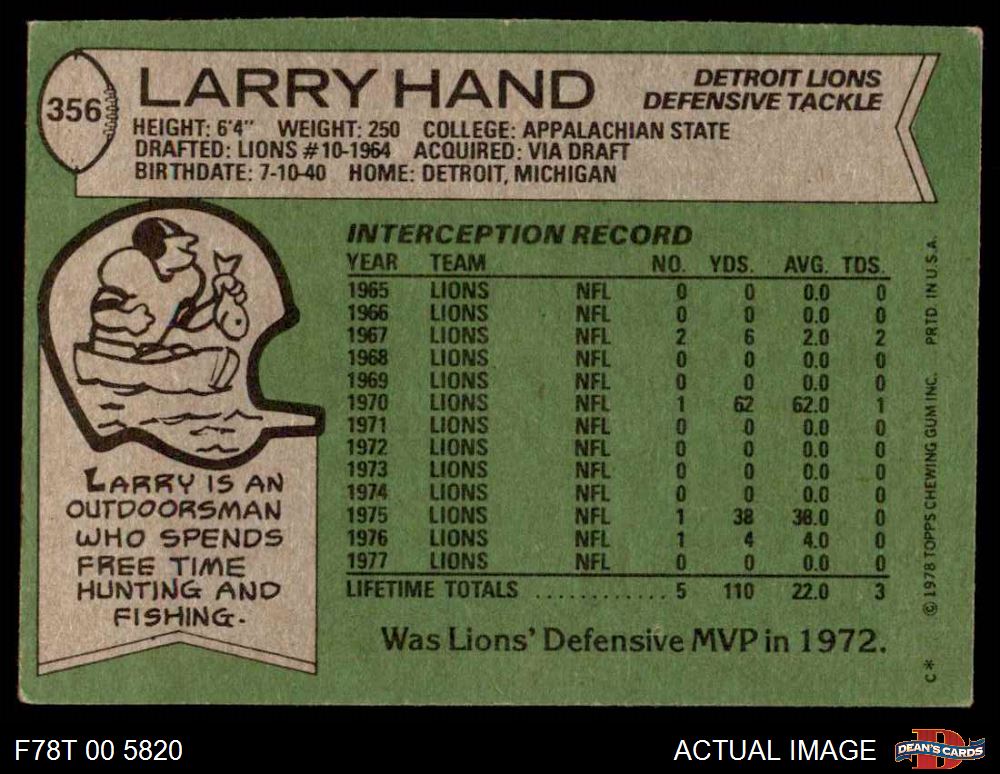 356
LARRY HAND
DETROIT LIONS
DEFENSIVE TACKLE
HEIGHT: 6'4" WEIGHT: 250 COLLEGE: APPALACHIAN STATE
DRAFTED: LIONS #10-1964 ACQUIRED: VIA DRAFT
BIRTHDATE: 7-10-40 HOME: DETROIT, MICHIGAN
INTERCEPTION RECORD
YEAR TEAM NO. YDS. AVG. TDS.
1965 LIONS NFL 0 0 0.0 0
1966 LIONS NFL 0 0 0.0 0
1967 LIONS NFL 2 6 2.0 2
1968 LIONS NFL 0 0 0.0 0
1969 LIONS NFL 0 0 0.0 0
1970 LIONS NFL 1 62 62.0 1
1971 LIONS NFL 0 0 0.0 0
1972 LIONS NFL 0 0 0.0 0
1973 LIONS NFL 0 0 0.0 0
1974 LIONS NFL 0 0 0.0 0
1975 LIONS NFL 1 38 38.0 0
1976 LIONS NFL 1 4 4.0 0
1977 LIONS NFL 0 0 0.0 0
LIFETIME TOTALS ............ 5 110 22.0 3
Was Lions' Defensive MVP in 1972.
LARRY IS AN
OUTDOORSMAN
WHO SPENDS
FREE TIME
HUNTING AND
FISHING.
C* © 1978 TOPPS CHEWING GUM INC. PRTD. IN U.S.A.
F78T 00 5820
ACTUAL IMAGE
D
DEAN'S CARDS